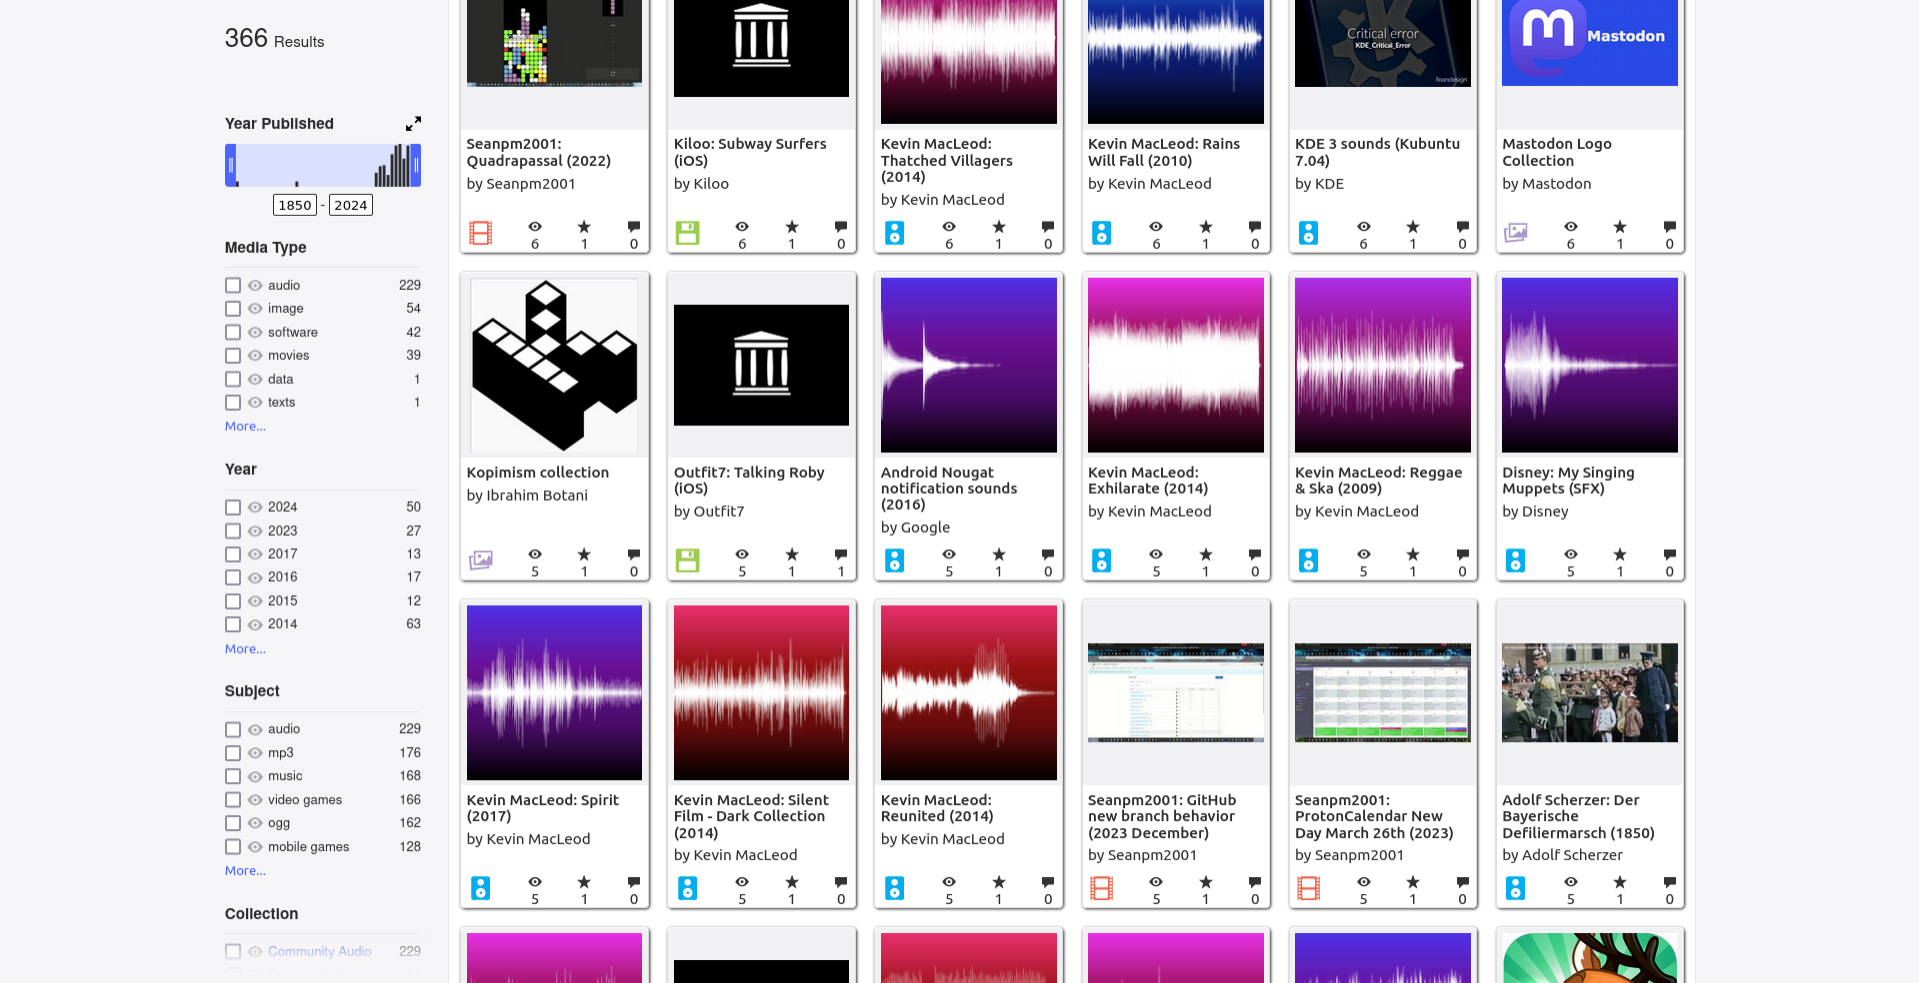 366 Results
Year Published
1850 - 2024
Media Type
audio 229
image 54
software 42
movies 39
data 1
texts 1
More...
Year
2024 50
2023 27
2017 13
2016 17
2015 12
2014 63
More...
Subject
audio 229
mp3 176
music 168
video games 166
ogg 162
mobile games 128
More...
Collection
Community Audio 229
Seanpm2001:
Quadrapassal (2022)
by Seanpm2001
6 1 0
Kiloo: Subway Surfers
(iOS)
by Kiloo
6 1 0
Kevin MacLeod:
Thatched Villagers
(2014)
by Kevin MacLeod
6 1 0
Kevin MacLeod: Rains
Will Fall (2010)
by Kevin MacLeod
6 1 0
Critical error
KDE_Critical_Error
feandesign
KDE 3 sounds (Kubuntu
7.04)
by KDE
6 1 0
Mastodon
Mastodon Logo
Collection
by Mastodon
6 1 0
Kopimism collection
by Ibrahim Botani
5 1 0
Outfit7: Talking Roby
(iOS)
by Outfit7
5 1 1
Android Nougat
notification sounds
(2016)
by Google
5 1 0
Kevin MacLeod:
Exhilarate (2014)
by Kevin MacLeod
5 1 0
Kevin MacLeod: Reggae
& Ska (2009)
by Kevin MacLeod
5 1 0
Disney: My Singing
Muppets (SFX)
by Disney
5 1 0
Kevin MacLeod: Spirit
(2017)
by Kevin MacLeod
5 1 0
Kevin MacLeod: Silent
Film - Dark Collection
(2014)
by Kevin MacLeod
5 1 0
Kevin MacLeod:
Reunited (2014)
by Kevin MacLeod
5 1 0
Seanpm2001: GitHub
new branch behavior
(2023 December)
by Seanpm2001
5 1 0
Seanpm2001:
ProtonCalendar New
Day March 26th (2023)
by Seanpm2001
5 1 0
Adolf Scherzer: Der
Bayerische
Defiliermarsch (1850)
by Adolf Scherzer
5 1 0